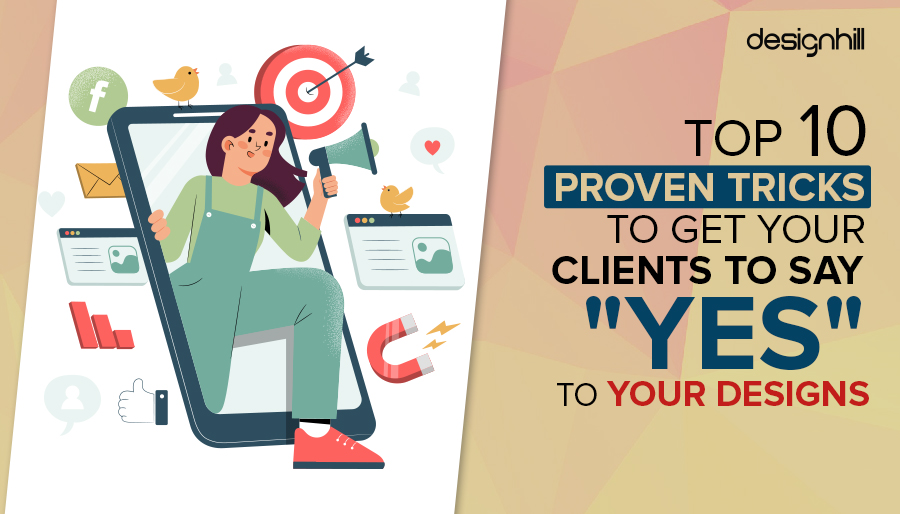 designhill
TOP 10
PROVEN TRICKS
TO GET YOUR
CLIENTS TO SAY
"YES"
TO YOUR DESIGNS
f